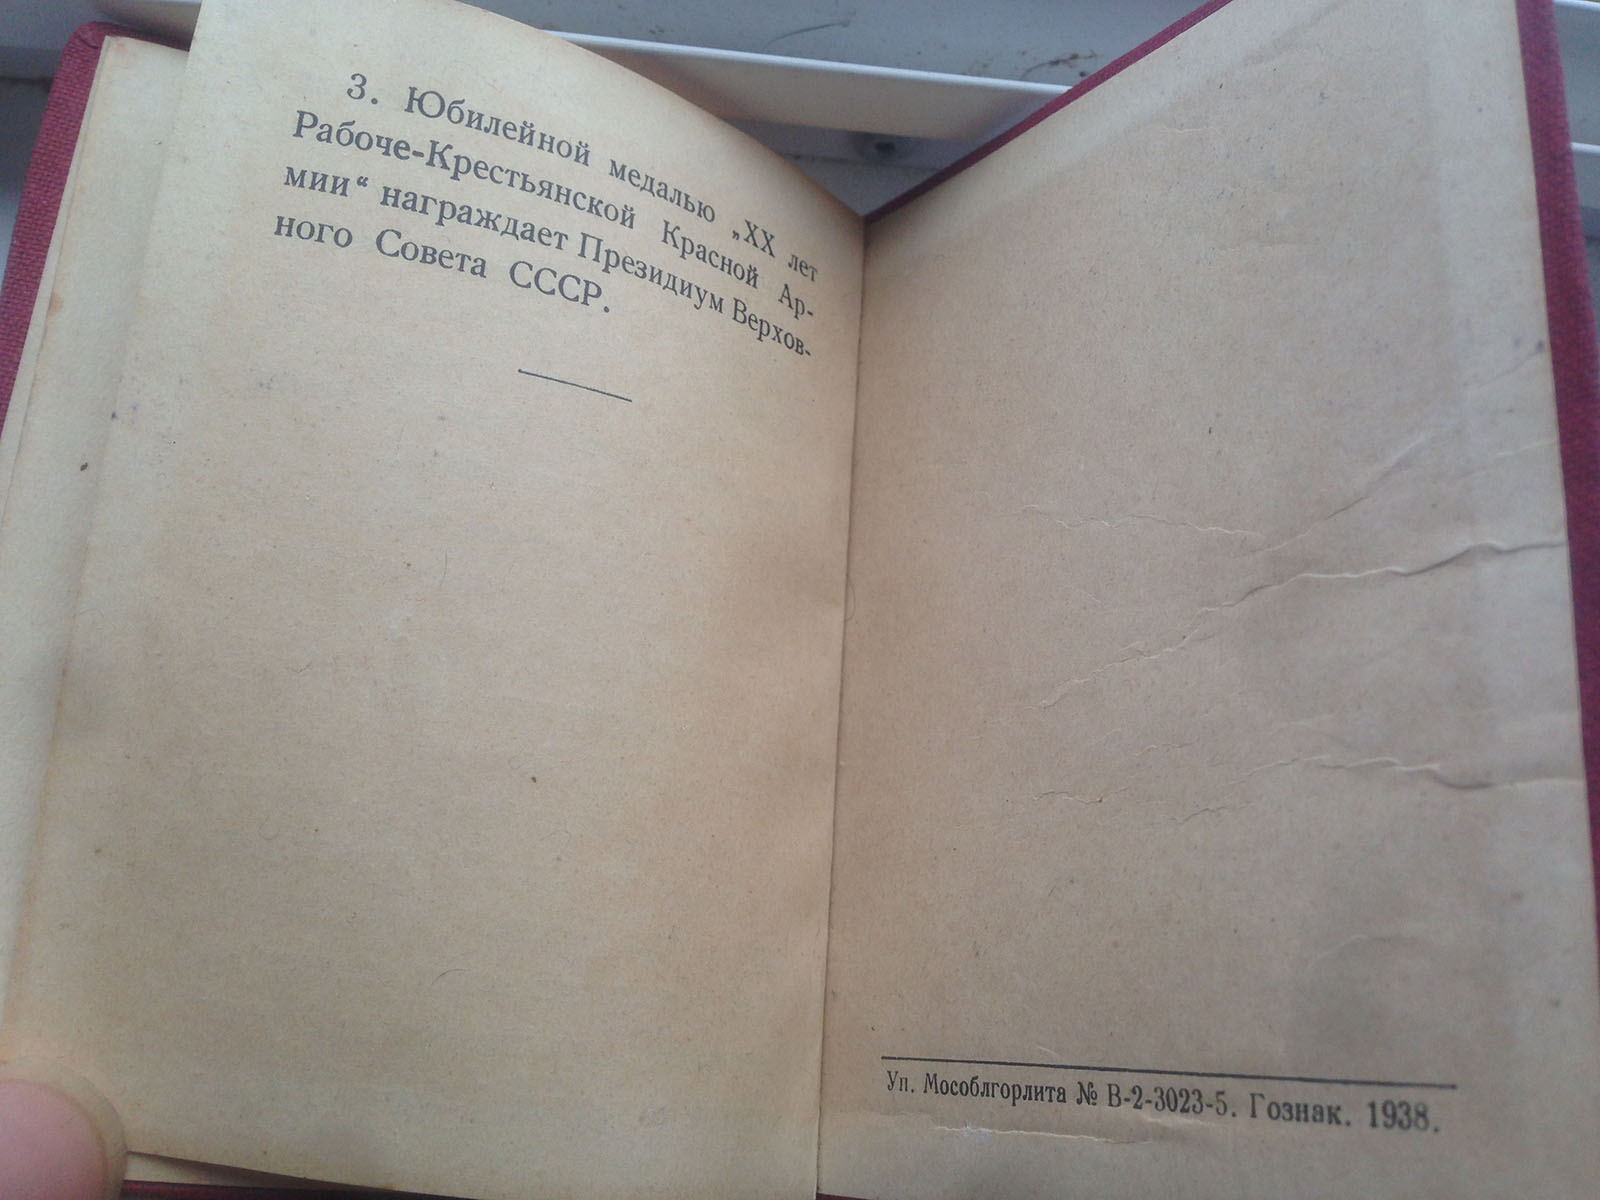 3. Юбилейной медалью „XX лет
Рабоче-Крестьянской Красной Ар-
мии“ награждает Президиум Верхов-
ного Совета СССР.
Уп. Мособлгорлита № В-2-3023-5. Гознак. 1938.